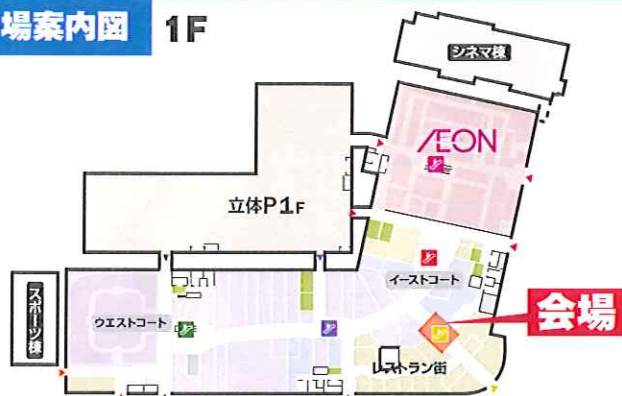 場案内図 1F
シネマ棟
ÆON
立体P1F
イーストコート
スポーツ棟
ウエストコート
会場
レストラン街